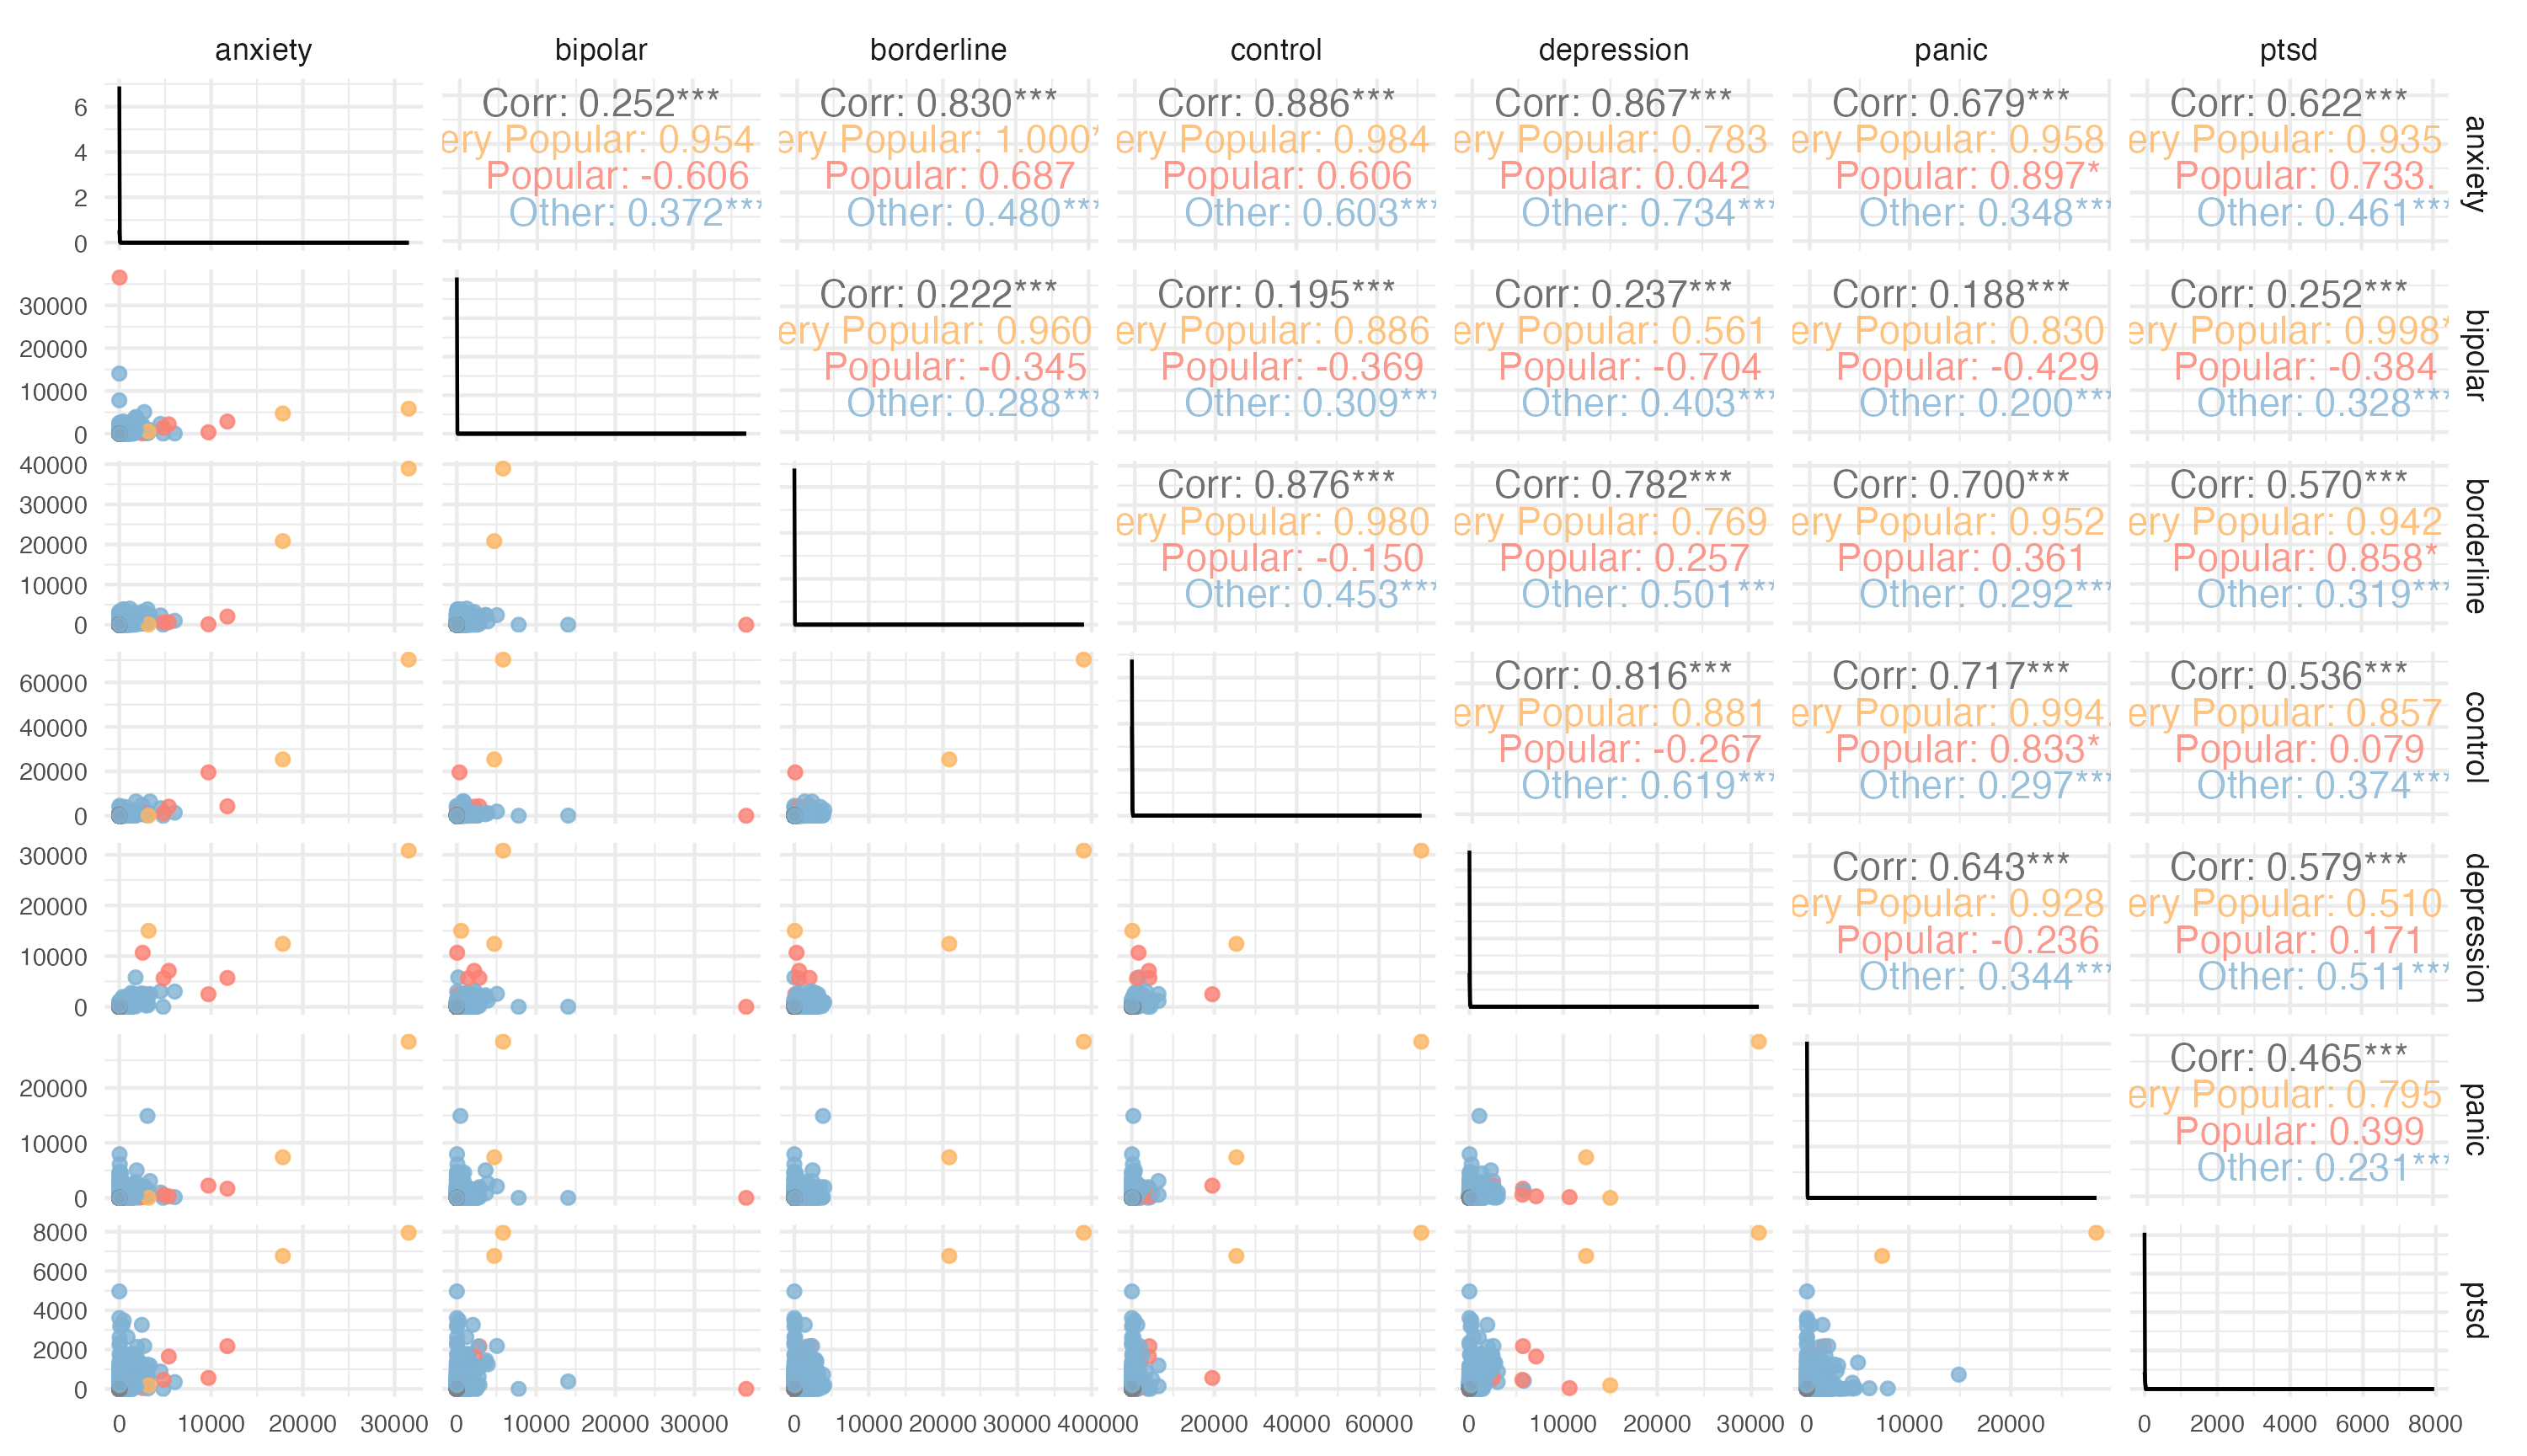 anxiety bipolar borderline control depression panic ptsd
6 4 2 0
Corr: 0.252***
ery Popular: 0.954
Popular: -0.606
Other: 0.372***
Corr: 0.830***
ery Popular: 1.000*
Popular: 0.687
Other: 0.480***
Corr: 0.886***
ery Popular: 0.984
Popular: 0.606
Other: 0.603***
Corr: 0.867***
ery Popular: 0.783
Popular: 0.042
Other: 0.734***
Corr: 0.679***
ery Popular: 0.958
Popular: 0.897*
Other: 0.348***
Corr: 0.622***
ery Popular: 0.935
Popular: 0.733.
Other: 0.461***
anxiety
30000 20000 10000 0
Corr: 0.222***
ery Popular: 0.960
Popular: -0.345
Other: 0.288***
Corr: 0.195***
ery Popular: 0.886
Popular: -0.369
Other: 0.309***
Corr: 0.237***
ery Popular: 0.561
Popular: -0.704
Other: 0.403***
Corr: 0.188***
ery Popular: 0.830
Popular: -0.429
Other: 0.200***
Corr: 0.252***
ery Popular: 0.998*
Popular: -0.384
Other: 0.328***
bipolar
40000 30000 20000 10000 0
Corr: 0.876***
ery Popular: 0.980
Popular: -0.150
Other: 0.453***
Corr: 0.782***
ery Popular: 0.769
Popular: 0.257
Other: 0.501***
Corr: 0.700***
ery Popular: 0.952
Popular: 0.361
Other: 0.292***
Corr: 0.570***
ery Popular: 0.942
Popular: 0.858*
Other: 0.319***
borderline
60000 40000 20000 0
Corr: 0.816***
ery Popular: 0.881
Popular: -0.267
Other: 0.619***
Corr: 0.717***
ery Popular: 0.994.
Popular: 0.833*
Other: 0.297***
Corr: 0.536***
ery Popular: 0.857
Popular: 0.079
Other: 0.374***
control
30000 20000 10000 0
Corr: 0.643***
ery Popular: 0.928
Popular: -0.236
Other: 0.344***
Corr: 0.579***
ery Popular: 0.510
Popular: 0.171
Other: 0.511***
depression
20000 10000 0
Corr: 0.465***
ery Popular: 0.795
Popular: 0.399
Other: 0.231***
panic
8000 6000 4000 2000 0
ptsd
0 10000 20000 30000
0 10000 20000 30000
0 10000 20000 30000 40000
0 20000 40000 60000
0 10000 20000 30000
0 10000 20000
0 2000 4000 6000 8000